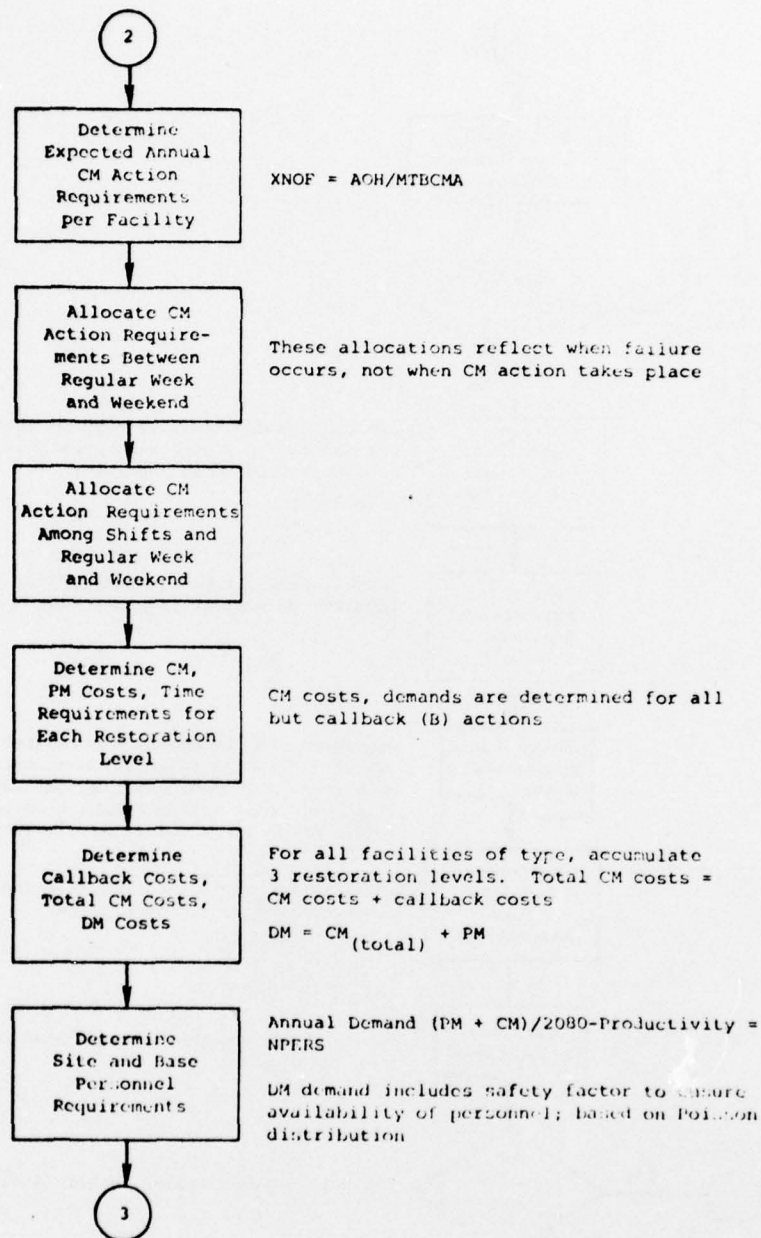 2
Determine
Expected Annual
CM Action
Requirements
per Facility
XNOF = AOH/MTBCMA
Allocate CM
Action Require-
ments Between
Regular Week
and Weekend
These allocations reflect when failure
occurs, not when CM action takes place
Allocate CM
Action Requirements
Among Shifts and
Regular Week
and Weekend
Determine CM,
PM Costs, Time
Requirements for
Each Restoration
Level
CM costs, demands are determined for all
but callback (B) actions
Determine
Callback Costs,
Total CM Costs,
DM Costs
For all facilities of type, accumulate
3 restoration levels. Total CM costs =
CM costs + callback costs
DM = CM(total) + PM
Determine
Site and Base
Personnel
Requirements
Annual Demand (PM + CM)/2080-Productivity =
NPERS
DM demand includes safety factor to ensure
availability of personnel; based on Poisson
distribution
3